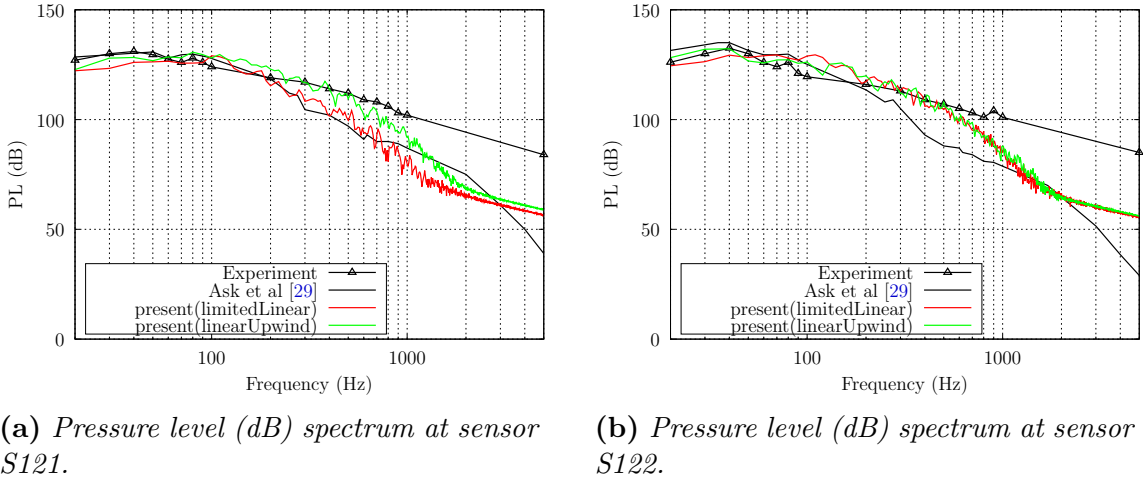 150
100
50
0
PL (dB)
100
1000
Frequency (Hz)
Experiment
Ask et al [29]
present(limitedLinear)
present(linearUpwind)
(a) Pressure level (dB) spectrum at sensor
S121.
150
100
50
0
PL (dB)
100
1000
Frequency (Hz)
Experiment
Ask et al [29]
present(limitedLinear)
present(linearUpwind)
(b) Pressure level (dB) spectrum at sensor
S122.